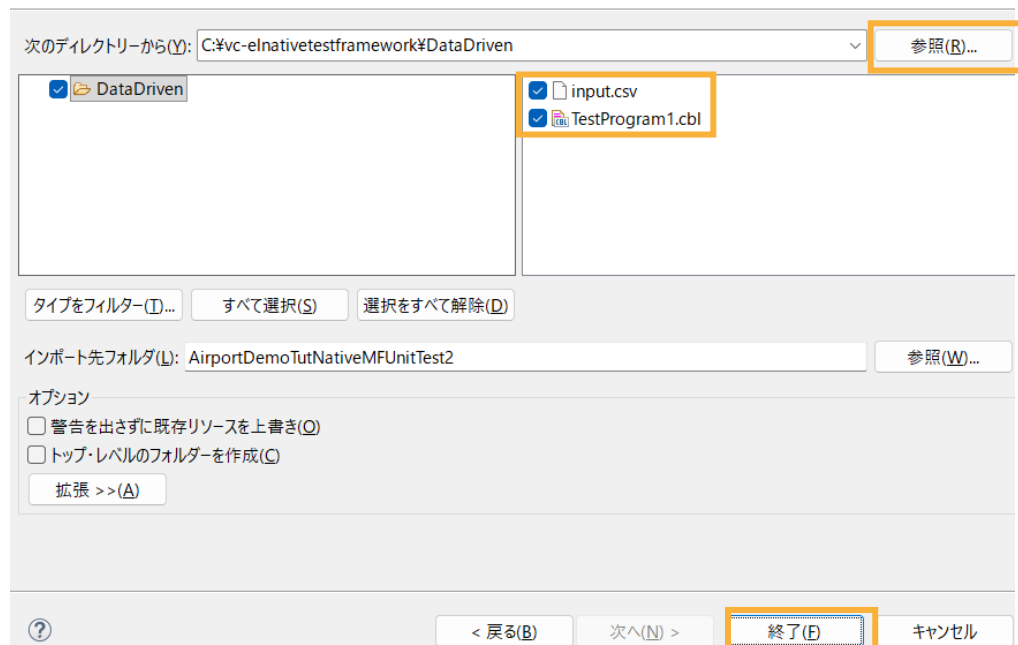 次のディレクトリーから(Y): C:¥vc-elnativetestframework¥DataDriven 参照(R)...
DataDriven
input.csv
TestProgram1.cbl
タイプをフィルター(T)... すべて選択(S) 選択をすべて解除(D)
インポート先フォルダ(L): AirportDemoTutNativeMFUnitTest2 参照(W)...
オプション
警告を出さずに既存リソースを上書き(O)
トップ・レベルのフォルダーを作成(C)
拡張 >>(A)
? < 戻る(B) 次へ(N) > 終了(F) キャンセル